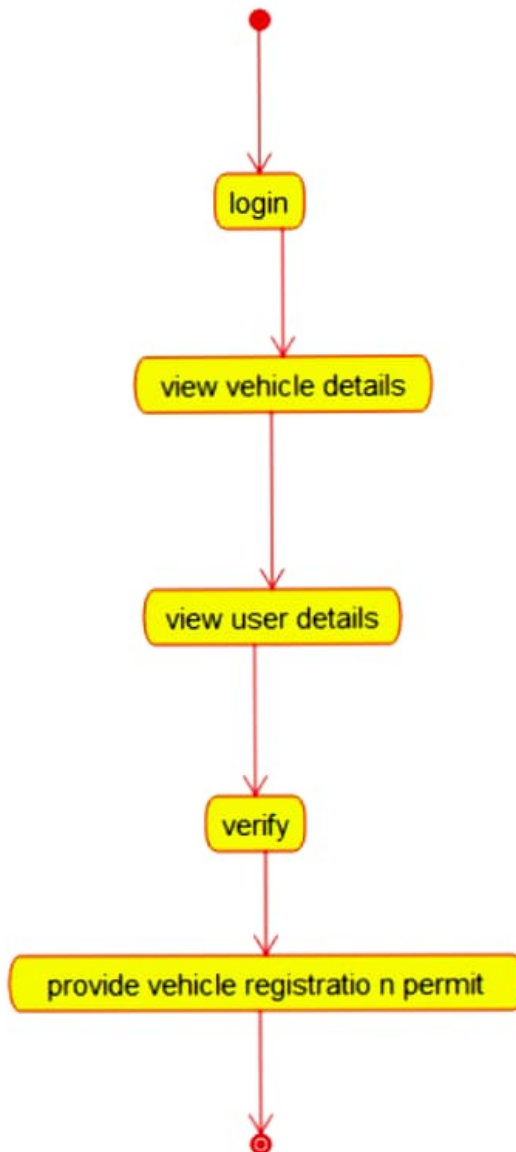 login
view vehicle details
view user details
verify
provide vehicle registratio n permit